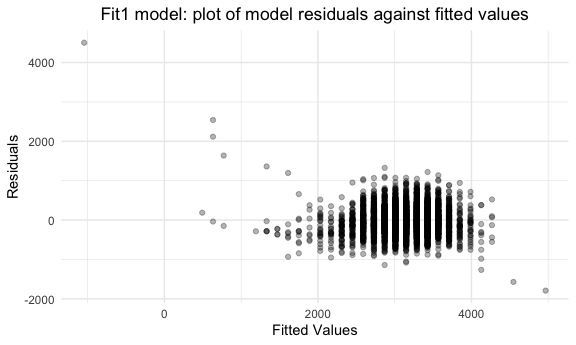 Fit1 model: plot of model residuals against fitted values
4000
2000
0
-2000
Residuals
0
2000
4000
Fitted Values